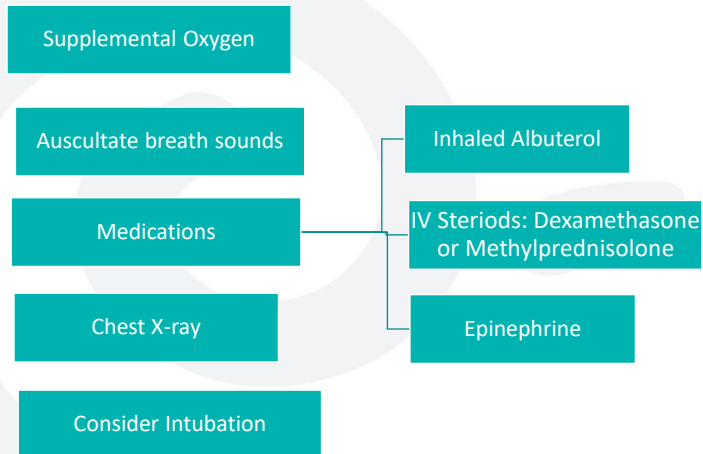 Supplemental Oxygen
Auscultate breath sounds
Medications
Chest X-ray
Consider Intubation
Inhaled Albuterol
IV Steriods: Dexamethasone
or Methylprednisolone
Epinephrine